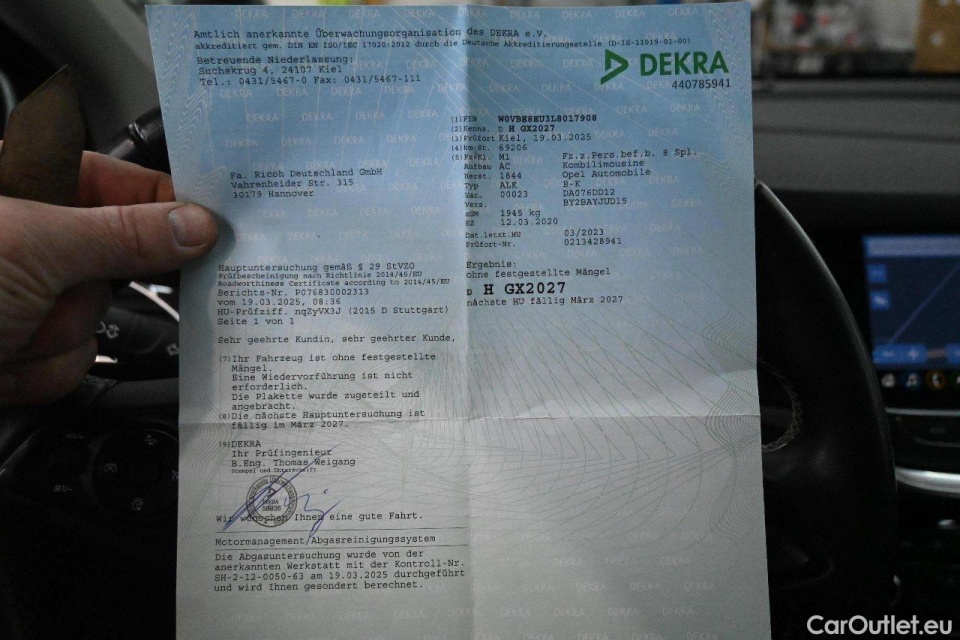 Amtlich anerkannte Überwachungsorganisation des DEKRA e.V.
akkreditiert gem. DIN EN ISO/IEC 17020:2012 durch die Deutsche Akkreditierungsstelle (D-IS-11019-01-00)
Betreuende Niederlassung:
Suchskrug 4, 24107 Kiel
Tel.: 0431/5467-0 Fax: 0431/5467-111
DEKRA
440785941
(1) FIN W0VBE8EU3L8017908
(2) Kennz. D H GX2027
(3) Prüfort Kiel, 19.03.2025
(4) km-St. 69206
(5) Fz.Kl. M1 Fz.z.Pers.bef.b. 8 Spl.
Aufbau AC Kombilimousine
Herst. 1844 Opel Automobile
Typ ALK B-K
Var. 00023 DA076DD12
Vers. BY2BAYJUD15
zGM 1945 kg
EZ 12.03.2020
Dat.letzt.HU 03/2023
Prüfort-Nr. 0213428941
Fa. Ricoh Deutschland GmbH
Vahrenheider Str. 315
30179 Hannover
Hauptuntersuchung gemäß § 29 StVZO
Prüfbescheinigung nach Richtlinie 2014/45/EU
Roadworthiness Certificate according to 2014/45/EU
Berichts-Nr. P076830002313
vom 19.03.2025, 08:36
HU-Prüfziff. nqZyVX3J (2015 D Stuttgart)
Seite 1 von 1
Ergebnis:
ohne festgestellte Mängel
D H GX2027
nächste HU fällig März 2027
Sehr geehrte Kundin, sehr geehrter Kunde,
(7) Ihr Fahrzeug ist ohne festgestellte
Mängel.
Eine Wiedervorführung ist nicht
erforderlich.
Die Plakette wurde zugeteilt und
angebracht.
(8) Die nächste Hauptuntersuchung ist
fällig im März 2027.
(9) DEKRA
Ihr Prüfingenieur
B.Eng. Thomas Weigang
Stempel und Unterschrift
DEKRA
Wir wünschen Ihnen eine gute Fahrt.
Motormanagement/Abgasreinigungssystem
Die Abgasuntersuchung wurde von der
anerkannten Werkstatt mit der Kontroll-Nr.
SH-2-12-0050-63 am 19.03.2025 durchgeführt
und wird Ihnen gesondert berechnet.
CarOutlet.eu